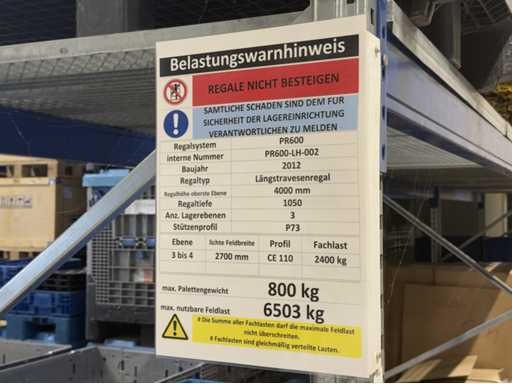 Belastungswarnhinweis
REGALE NICHT BESTEIGEN
SÄMTLICHE SCHÄDEN SIND DEM FÜR
SICHERHEIT DER LAGEREINRICHTUNG
VERANTWORTLICHEN ZU MELDEN
Regalsystem PR600
interne Nummer PR600-LH-002
Baujahr 2012
Regaltyp Längstravesenregal
Regalhöhe oberste Ebene 4000 mm
Regaltiefe 1050
Anz. Lagerebenen 3
Stützenprofil P73
Ebene lichte Feldbreite Profil Fachlast
3 bis 4 2700 mm CE 110 2400 kg
max. Palettengewicht 800 kg
max. nutzbare Feldlast 6503 kg
# Die Summe aller Fachlasten darf die maximale Feldlast
nicht überschreiten.
# Fachlasten sind gleichmäßig verteilte Lasten.